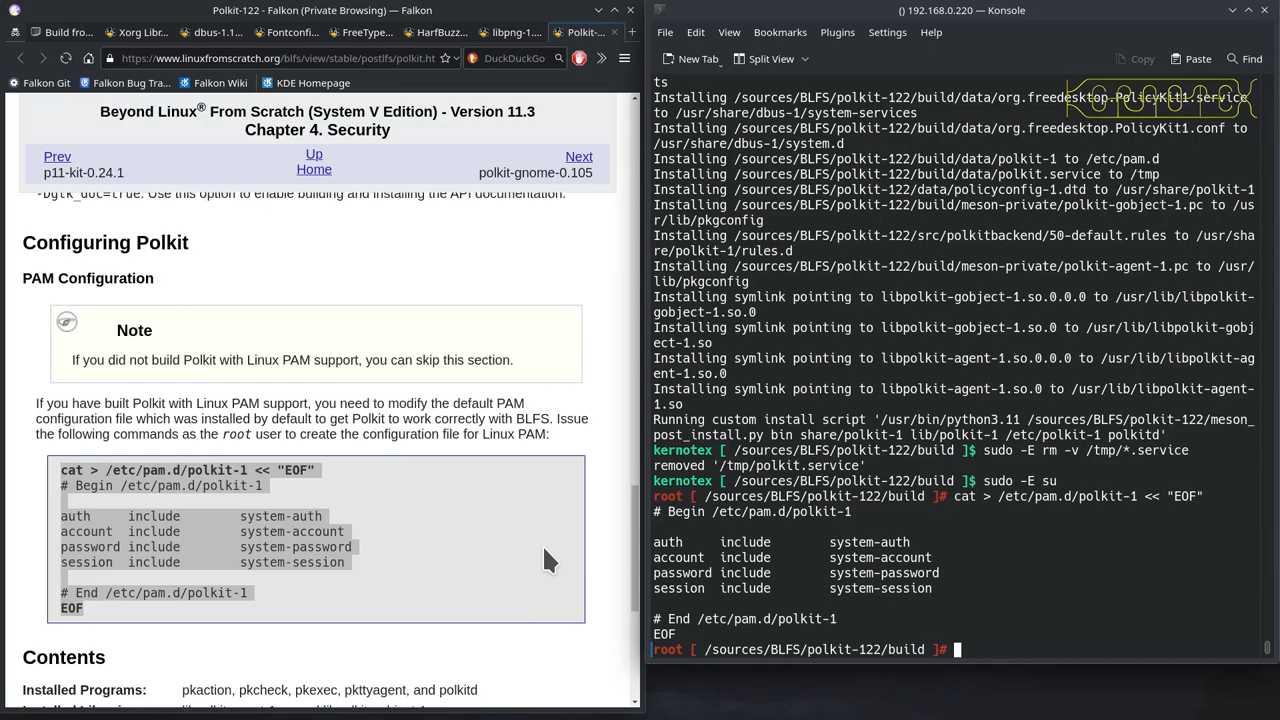 Polkit-122 - Falkon (Private Browsing) — Falkon
Build fro...
Xorg Libr...
dbus-1.1...
Fontconfi...
FreeType...
HarfBuzz...
libpng-1....
Polkit-...
https://www.linuxfromscratch.org/blfs/view/stable/postlfs/polkit.ht
DuckDuckGo
Falkon Git
Falkon Bug Tra...
Falkon Wiki
KDE Homepage
Beyond Linux® From Scratch (System V Edition) - Version 11.3
Chapter 4. Security
Prev
Up
Next
p11-kit-0.24.1
Home
polkit-gnome-0.105
-Dgtk_doc=true: Use this option to enable building and installing the API documentation.
Configuring Polkit
PAM Configuration
Note
If you did not build Polkit with Linux PAM support, you can skip this section.
If you have built Polkit with Linux PAM support, you need to modify the default PAM
configuration file which was installed by default to get Polkit to work correctly with BLFS. Issue
the following commands as the root user to create the configuration file for Linux PAM:
cat > /etc/pam.d/polkit-1 << "EOF"
# Begin /etc/pam.d/polkit-1
auth     include        system-auth
account  include        system-account
password include        system-password
session  include        system-session
# End /etc/pam.d/polkit-1
EOF
Contents
Installed Programs: pkaction, pkcheck, pkexec, pkttyagent, and polkitd
() 192.168.0.220 — Konsole
File Edit View Bookmarks Plugins Settings Help
New Tab
Split View
Copy
Paste
Find
ts
Installing /sources/BLFS/polkit-122/build/data/org.freedesktop.PolicyKit1.service
to /usr/share/dbus-1/system-services
Installing /sources/BLFS/polkit-122/build/data/org.freedesktop.PolicyKit1.conf to
/usr/share/dbus-1/system.d
Installing /sources/BLFS/polkit-122/build/data/polkit-1 to /etc/pam.d
Installing /sources/BLFS/polkit-122/build/data/polkit.service to /tmp
Installing /sources/BLFS/polkit-122/data/policyconfig-1.dtd to /usr/share/polkit-1
Installing /sources/BLFS/polkit-122/build/meson-private/polkit-gobject-1.pc to /us
r/lib/pkgconfig
Installing /sources/BLFS/polkit-122/src/polkitbackend/50-default.rules to /usr/sha
re/polkit-1/rules.d
Installing /sources/BLFS/polkit-122/build/meson-private/polkit-agent-1.pc to /usr/
lib/pkgconfig
Installing symlink pointing to libpolkit-gobject-1.so.0.0.0 to /usr/lib/libpolkit-
gobject-1.so.0
Installing symlink pointing to libpolkit-gobject-1.so.0 to /usr/lib/libpolkit-gobj
ect-1.so
Installing symlink pointing to libpolkit-agent-1.so.0.0.0 to /usr/lib/libpolkit-ag
ent-1.so.0
Installing symlink pointing to libpolkit-agent-1.so.0 to /usr/lib/libpolkit-agent-
1.so
Running custom install script '/usr/bin/python3.11 /sources/BLFS/polkit-122/meson_
post_install.py bin share/polkit-1 lib/polkit-1 /etc/polkit-1 polkitd'
kernotex [ /sources/BLFS/polkit-122/build ]$ sudo -E rm -v /tmp/*.service
removed '/tmp/polkit.service'
kernotex [ /sources/BLFS/polkit-122/build ]$ sudo -E su
root [ /sources/BLFS/polkit-122/build ]# cat > /etc/pam.d/polkit-1 << "EOF"
# Begin /etc/pam.d/polkit-1
auth     include        system-auth
account  include        system-account
password include        system-password
session  include        system-session
# End /etc/pam.d/polkit-1
EOF
root [ /sources/BLFS/polkit-122/build ]#